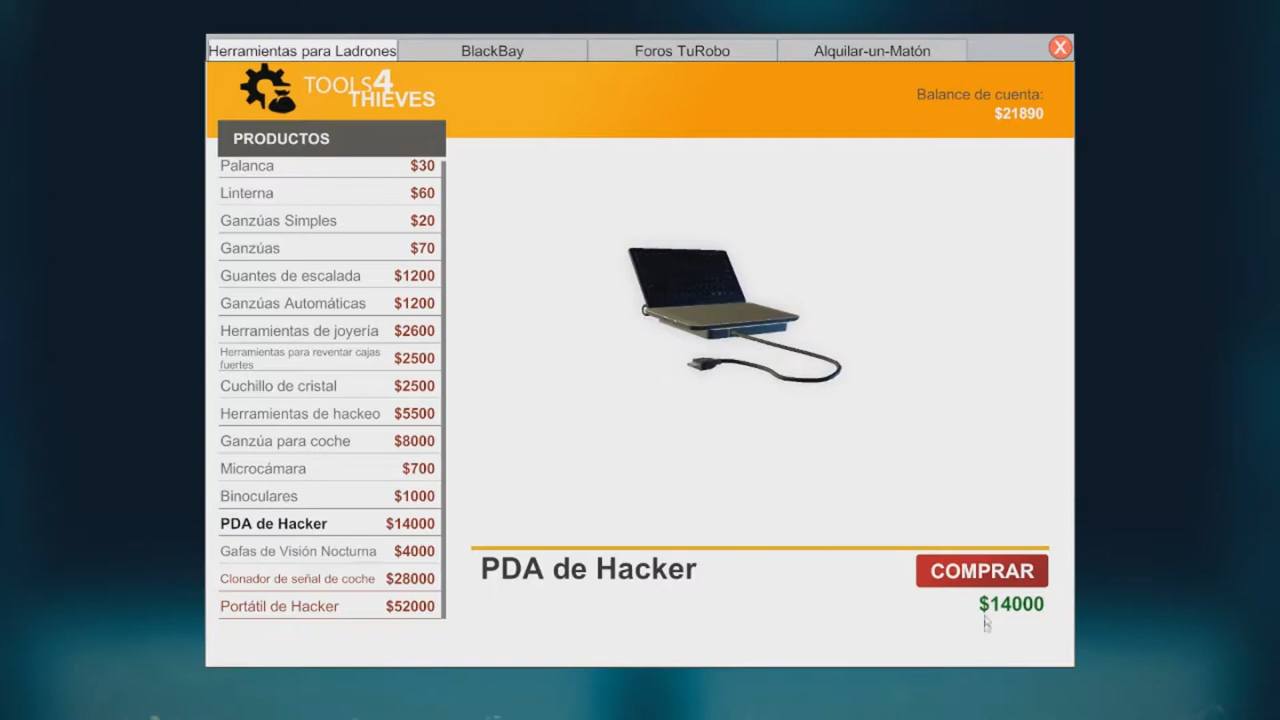 Herramientas para Ladrones
BlackBay
Foros TuRobo
Alquilar-un-Matón
X
TOOLS4
THIEVES
Balance de cuenta:
$21890
PRODUCTOS
Palanca $30
Linterna $60
Ganzúas Simples $20
Ganzúas $70
Guantes de escalada $1200
Ganzúas Automáticas $1200
Herramientas de joyería $2600
Herramientas para reventar cajas
fuertes $2500
Cuchillo de cristal $2500
Herramientas de hackeo $5500
Ganzúa para coche $8000
Microcámara $700
Binoculares $1000
PDA de Hacker $14000
Gafas de Visión Nocturna $4000
Clonador de señal de coche $28000
Portátil de Hacker $52000
PDA de Hacker
COMPRAR
$14000